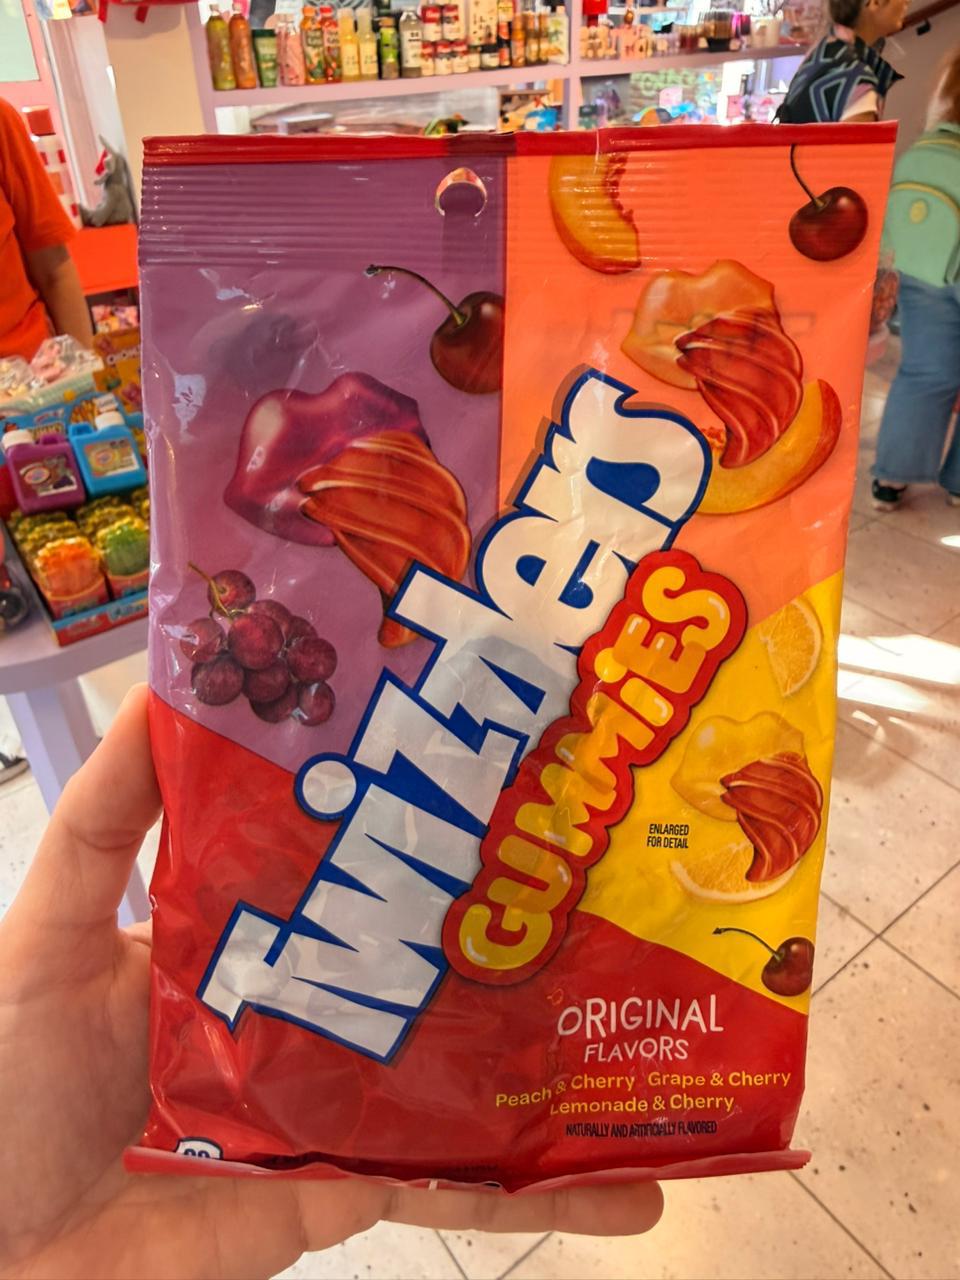 Twizzlers
GUMMiES
ENLARGED
FOR DETAIL
ORIGINAL
FLAVORS
Peach & Cherry Grape & Cherry
Lemonade & Cherry
NATURALLY AND ARTIFICIALLY FLAVORED